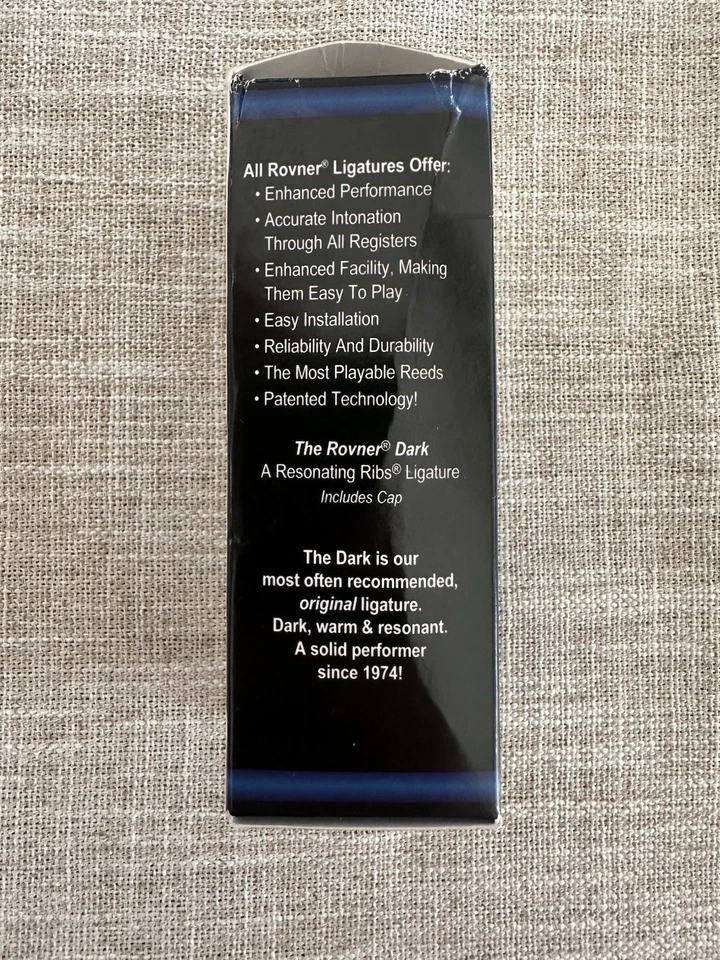 All Rovner® Ligatures Offer:
• Enhanced Performance
• Accurate Intonation
Through All Registers
• Enhanced Facility, Making
Them Easy To Play
• Easy Installation
• Reliability And Durability
• The Most Playable Reeds
• Patented Technology!
The Rovner® Dark
A Resonating Ribs® Ligature
Includes Cap
The Dark is our
most often recommended,
original ligature.
Dark, warm & resonant.
A solid performer
since 1974!